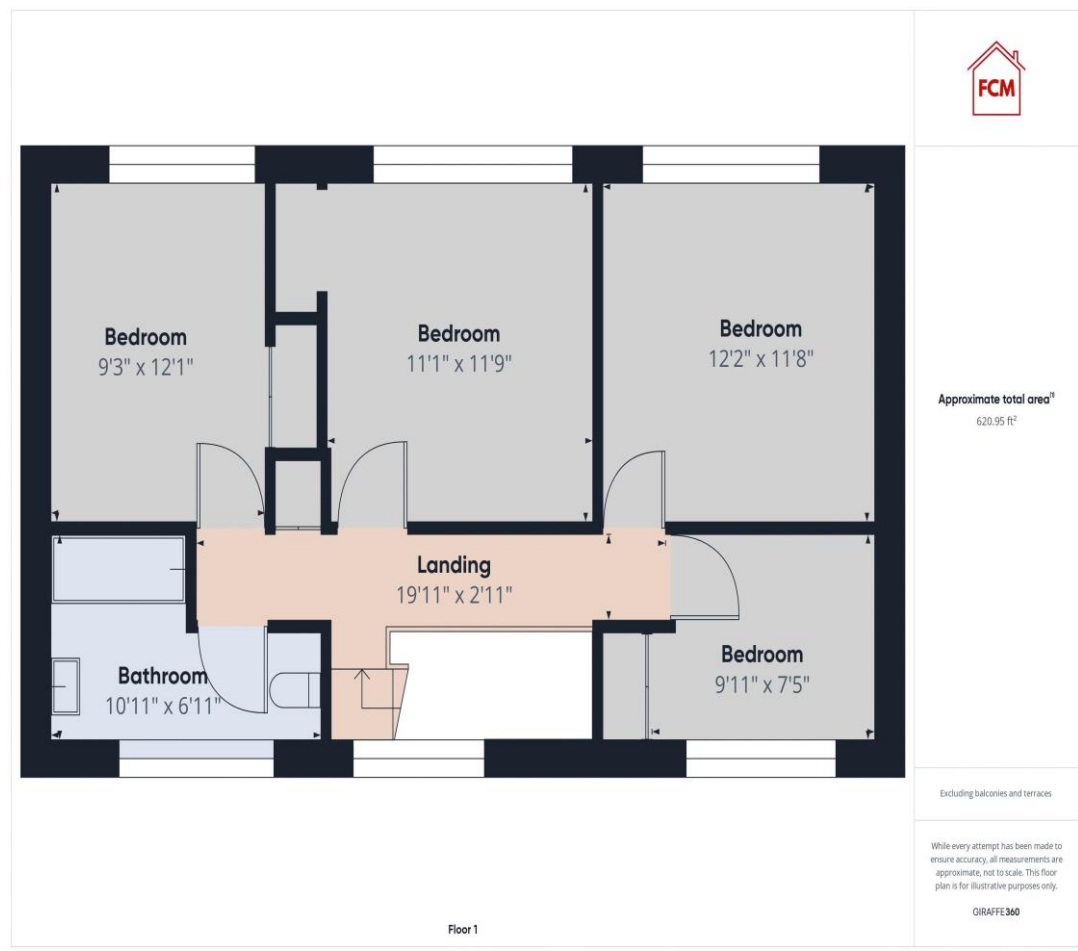 FCM
Bedroom
9'3" x 12'1"
Bedroom
11'1" x 11'9"
Bedroom
12'2" x 11'8"
Landing
19'11" x 2'11"
Bathroom
10'11" x 6'11"
Bedroom
9'11" x 7'5"
Floor 1
Approximate total area⁽¹⁾
620.95 ft²
Excluding balconies and terraces
While every attempt has been made to
ensure accuracy, all measurements are
approximate, not to scale. This floor
plan is for illustrative purposes only.
GIRAFFE360